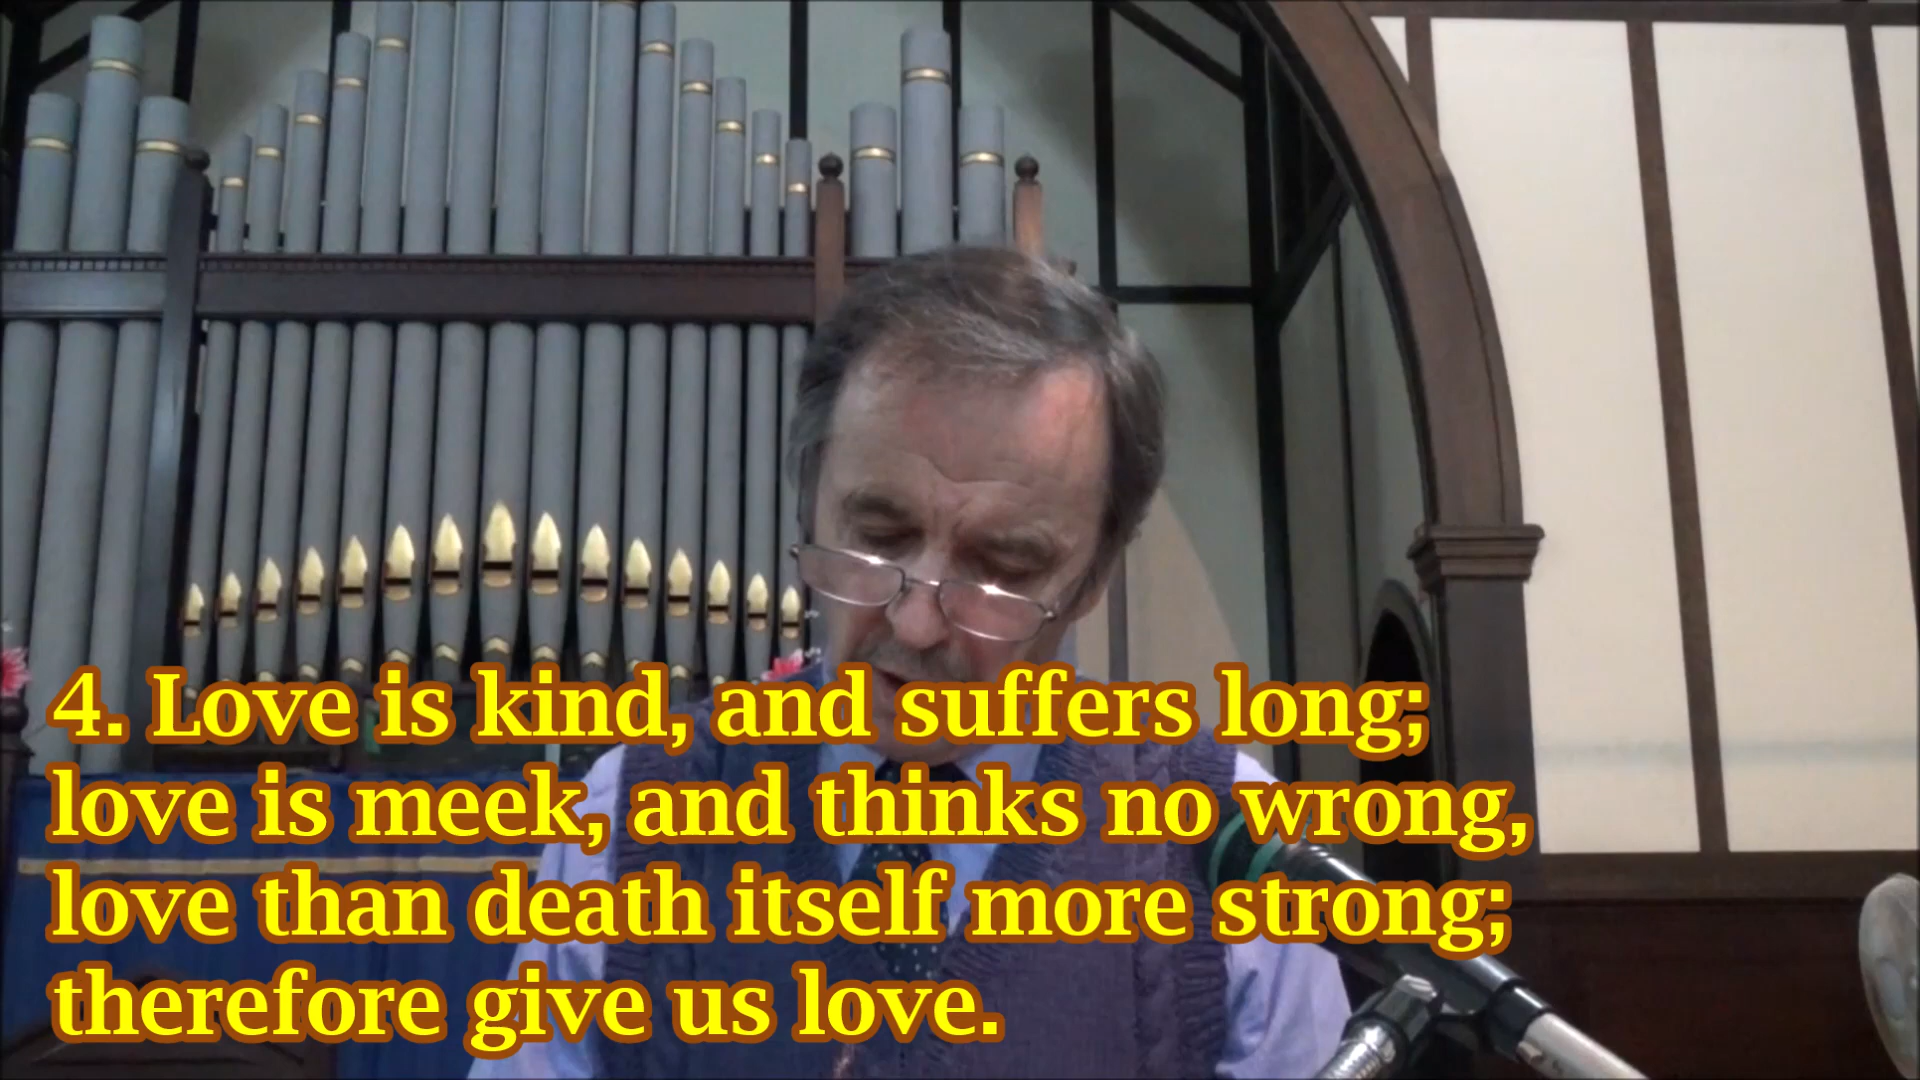 4. Love is kind, and suffers long;
love is meek, and thinks no wrong,
love than death itself more strong;
therefore give us love.